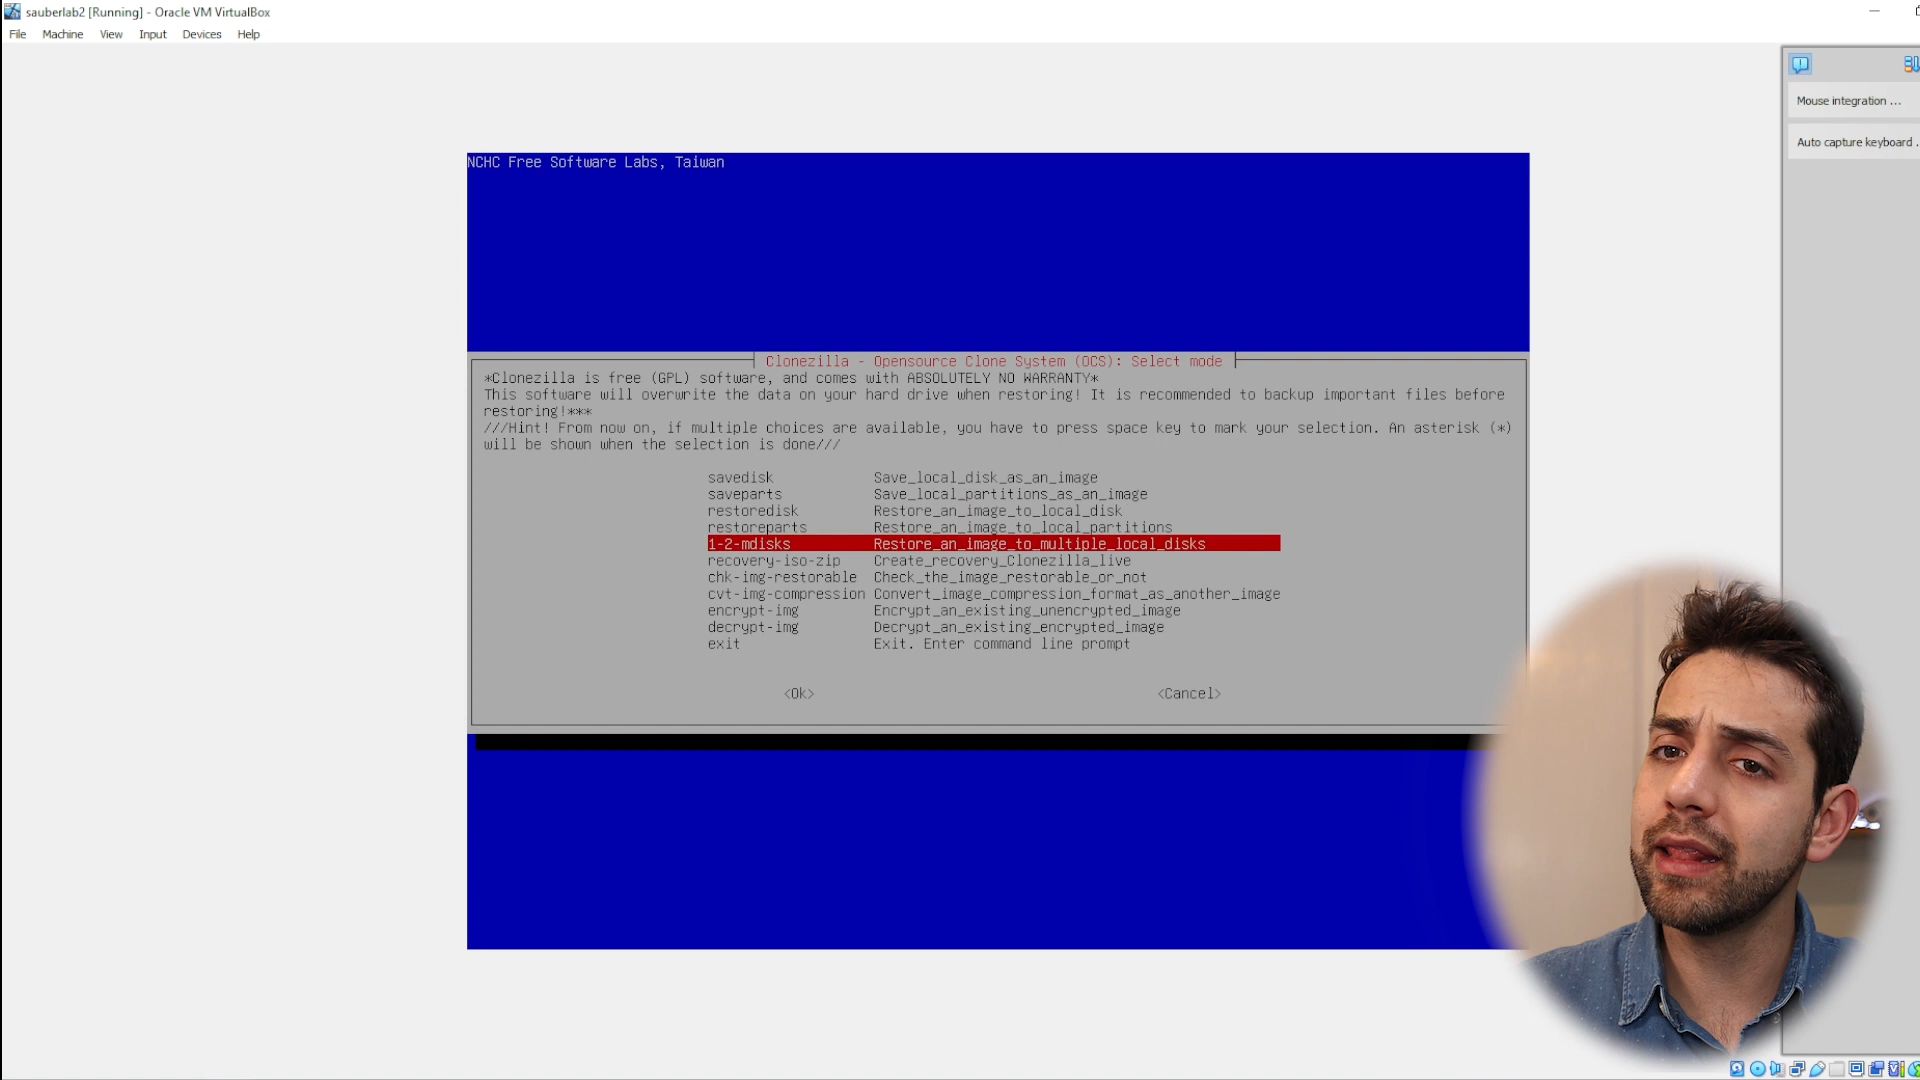 sauberlab2 [Running] - Oracle VM VirtualBox
File Machine View Input Devices Help
Mouse integration ...
Auto capture keyboard .
NCHC Free Software Labs, Taiwan
Clonezilla - Opensource Clone System (OCS): Select mode
*Clonezilla is free (GPL) software, and comes with ABSOLUTELY NO WARRANTY*
This software will overwrite the data on your hard drive when restoring! It is recommended to backup important files before
restoring!***
///Hint! From now on, if multiple choices are available, you have to press space key to mark your selection. An asterisk (*)
will be shown when the selection is done///
savedisk Save_local_disk_as_an_image
saveparts Save_local_partitions_as_an_image
restoredisk Restore_an_image_to_local_disk
restoreparts Restore_an_image_to_local_partitions
1-2-mdisks Restore_an_image_to_multiple_local_disks
recovery-iso-zip Create_recovery_Clonezilla_live
chk-img-restorable Check_the_image_restorable_or_not
cvt-img-compression Convert_image_compression_format_as_another_image
encrypt-img Encrypt_an_existing_unencrypted_image
decrypt-img Decrypt_an_existing_encrypted_image
exit Exit. Enter command line prompt
<Ok> <Cancel>